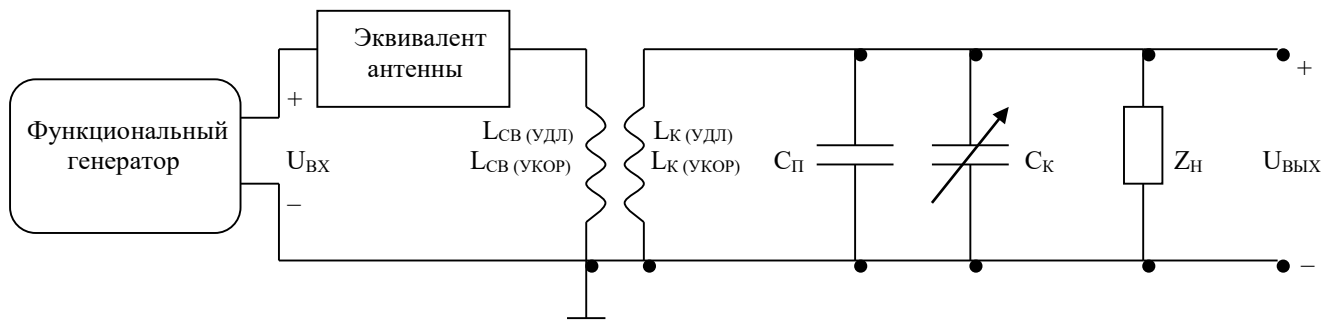 Эквивалент
антенны
Функциональный
генератор
+
UВХ
–
LСВ (УДЛ)
LСВ (УКОР)
LК (УДЛ)
LК (УКОР)
CП
CК
ZН
+
UВЫХ
–